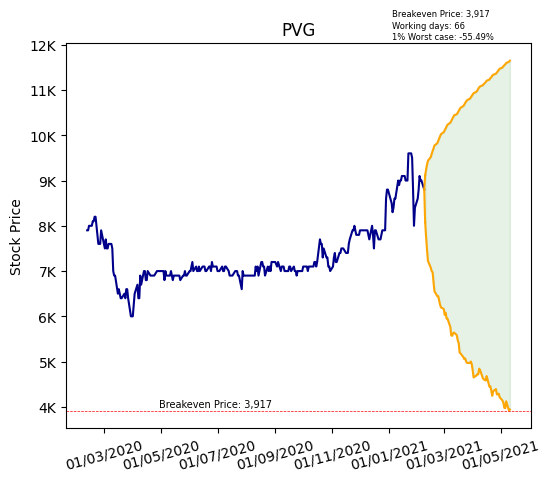 Breakeven Price: 3,917
Working days: 66
1% Worst case: -55.49%
PVG
12K
11K
10K
9K
8K
7K
6K
5K
4K
Stock Price
Breakeven Price: 3,917
01/03/2020
01/05/2020
01/07/2020
01/09/2020
01/11/2020
01/01/2021
01/03/2021
01/05/2021